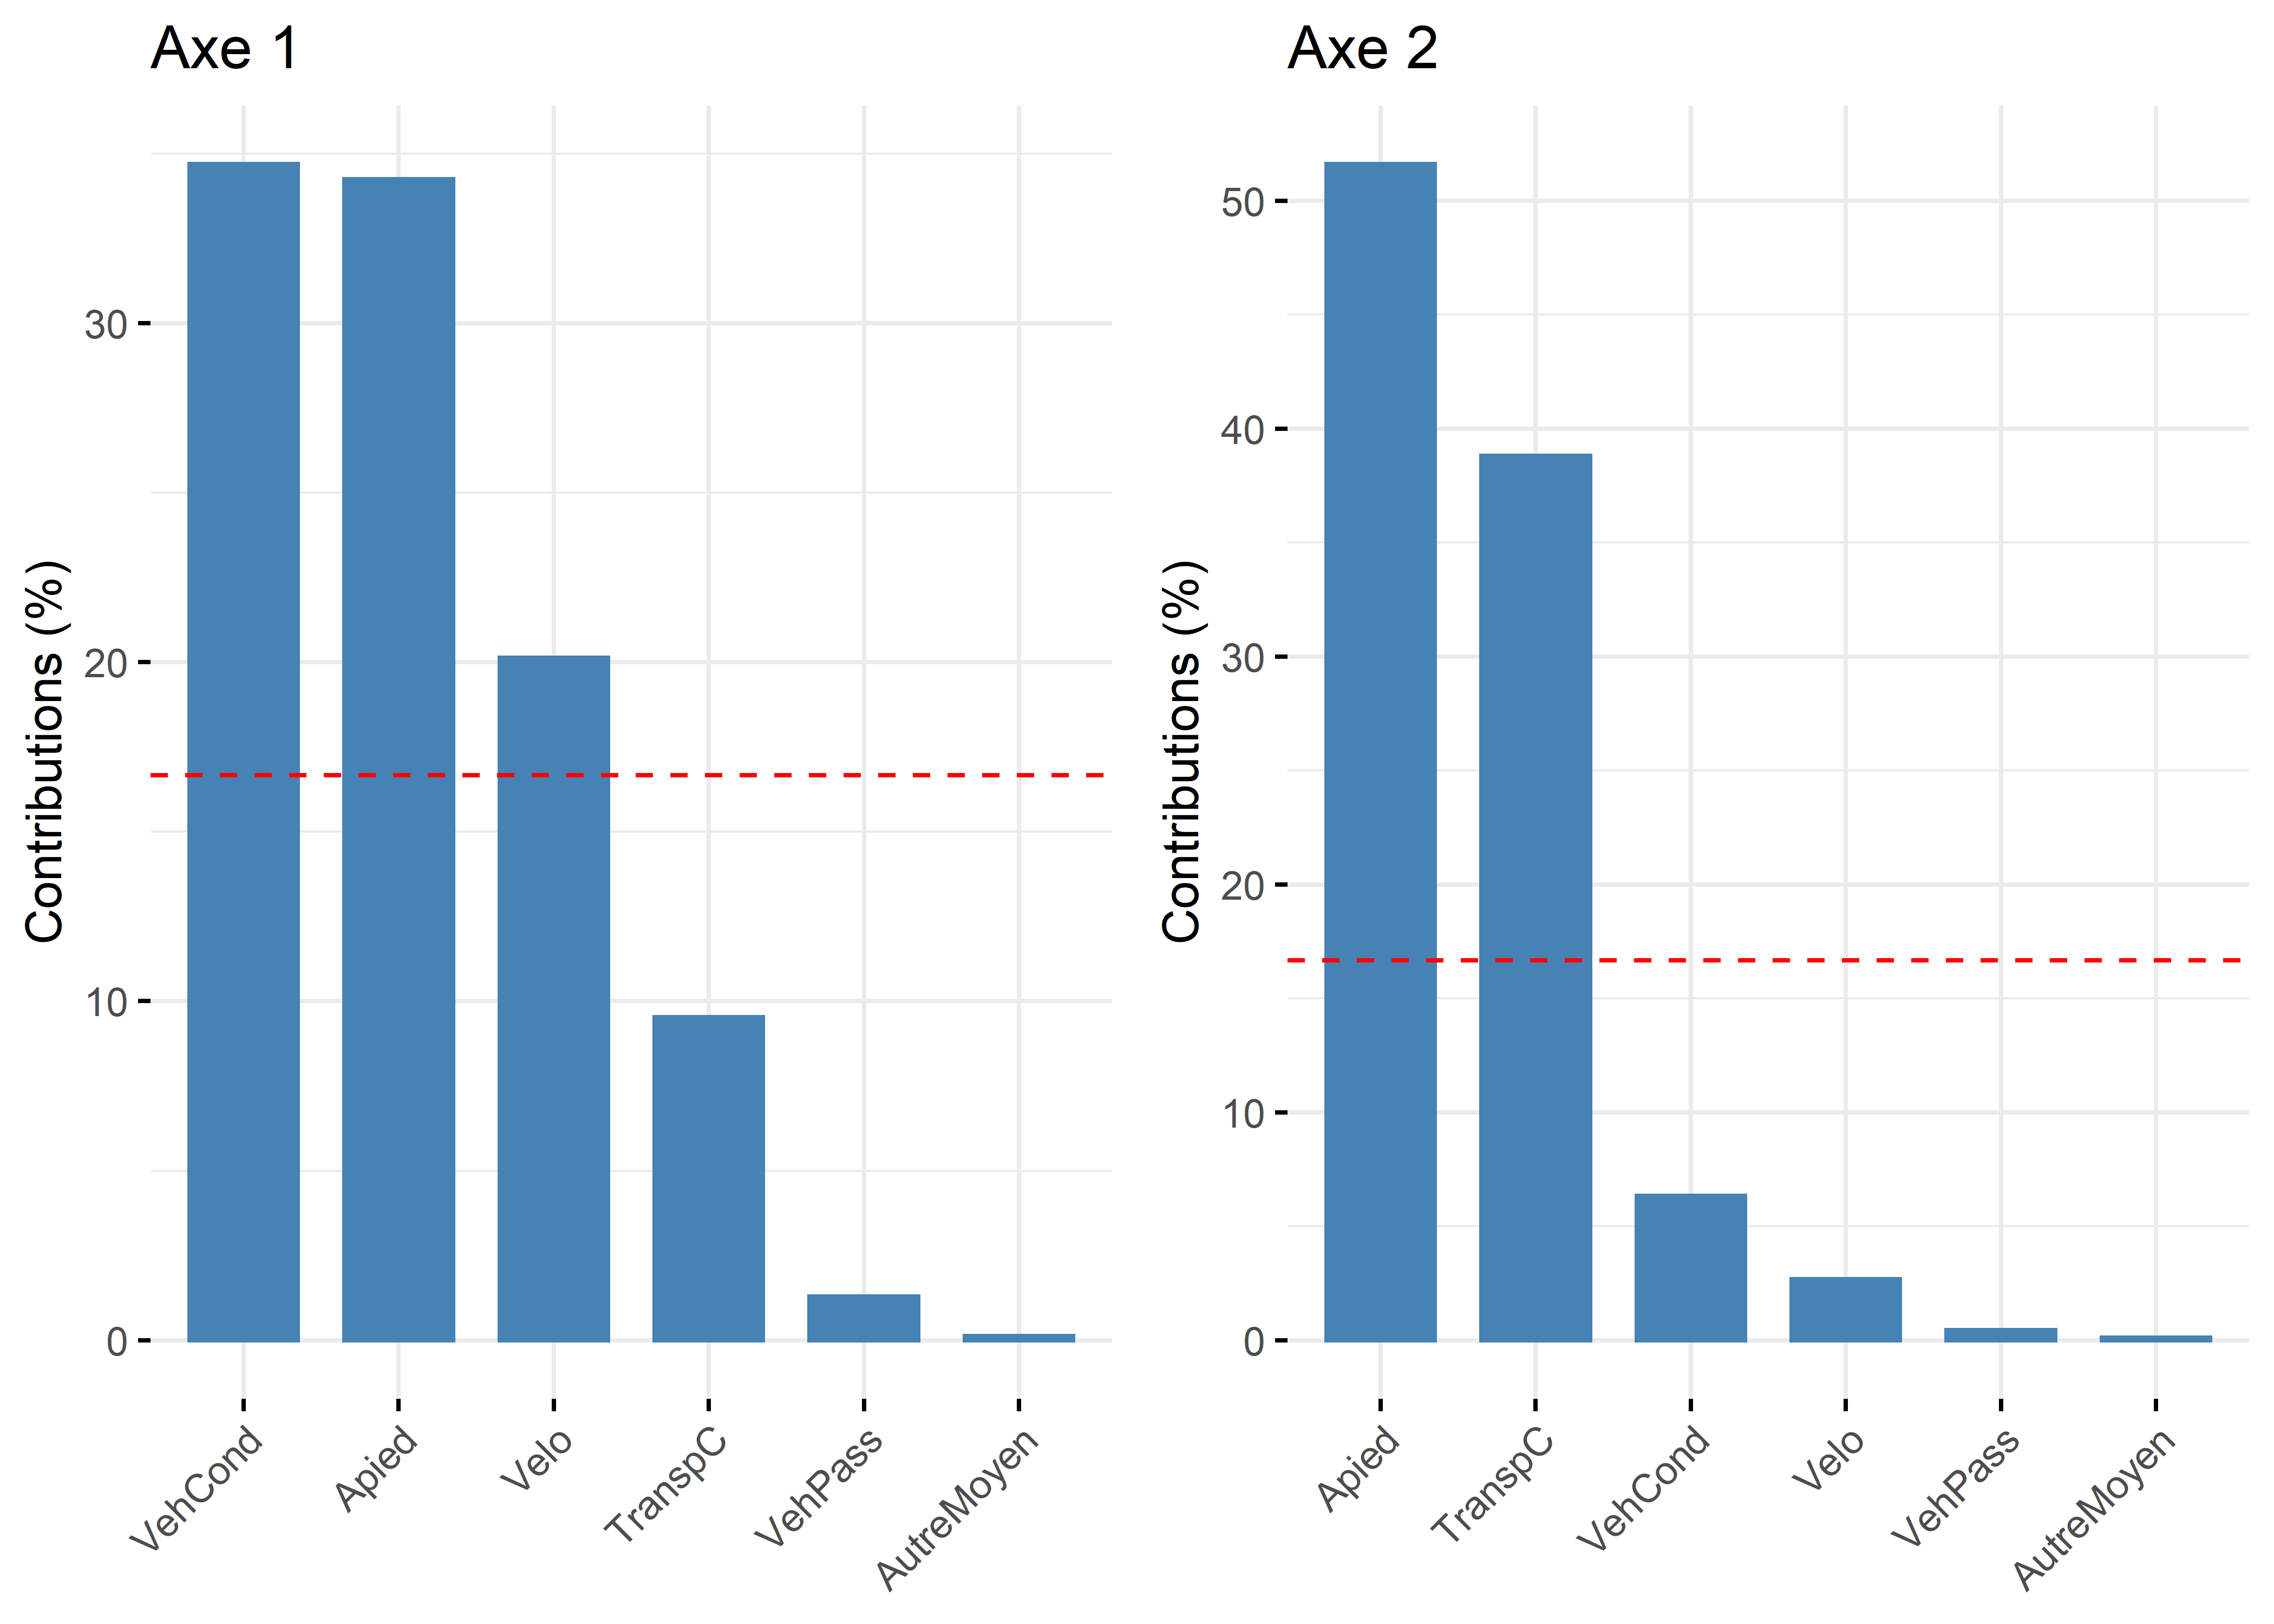 Axe 1
Contributions (%)
30
20
10
0
VehCond
Apied
Velo
TranspC
VehPass
AutreMoyen
Axe 2
Contributions (%)
50
40
30
20
10
0
Apied
TranspC
VehCond
Velo
VehPass
AutreMoyen